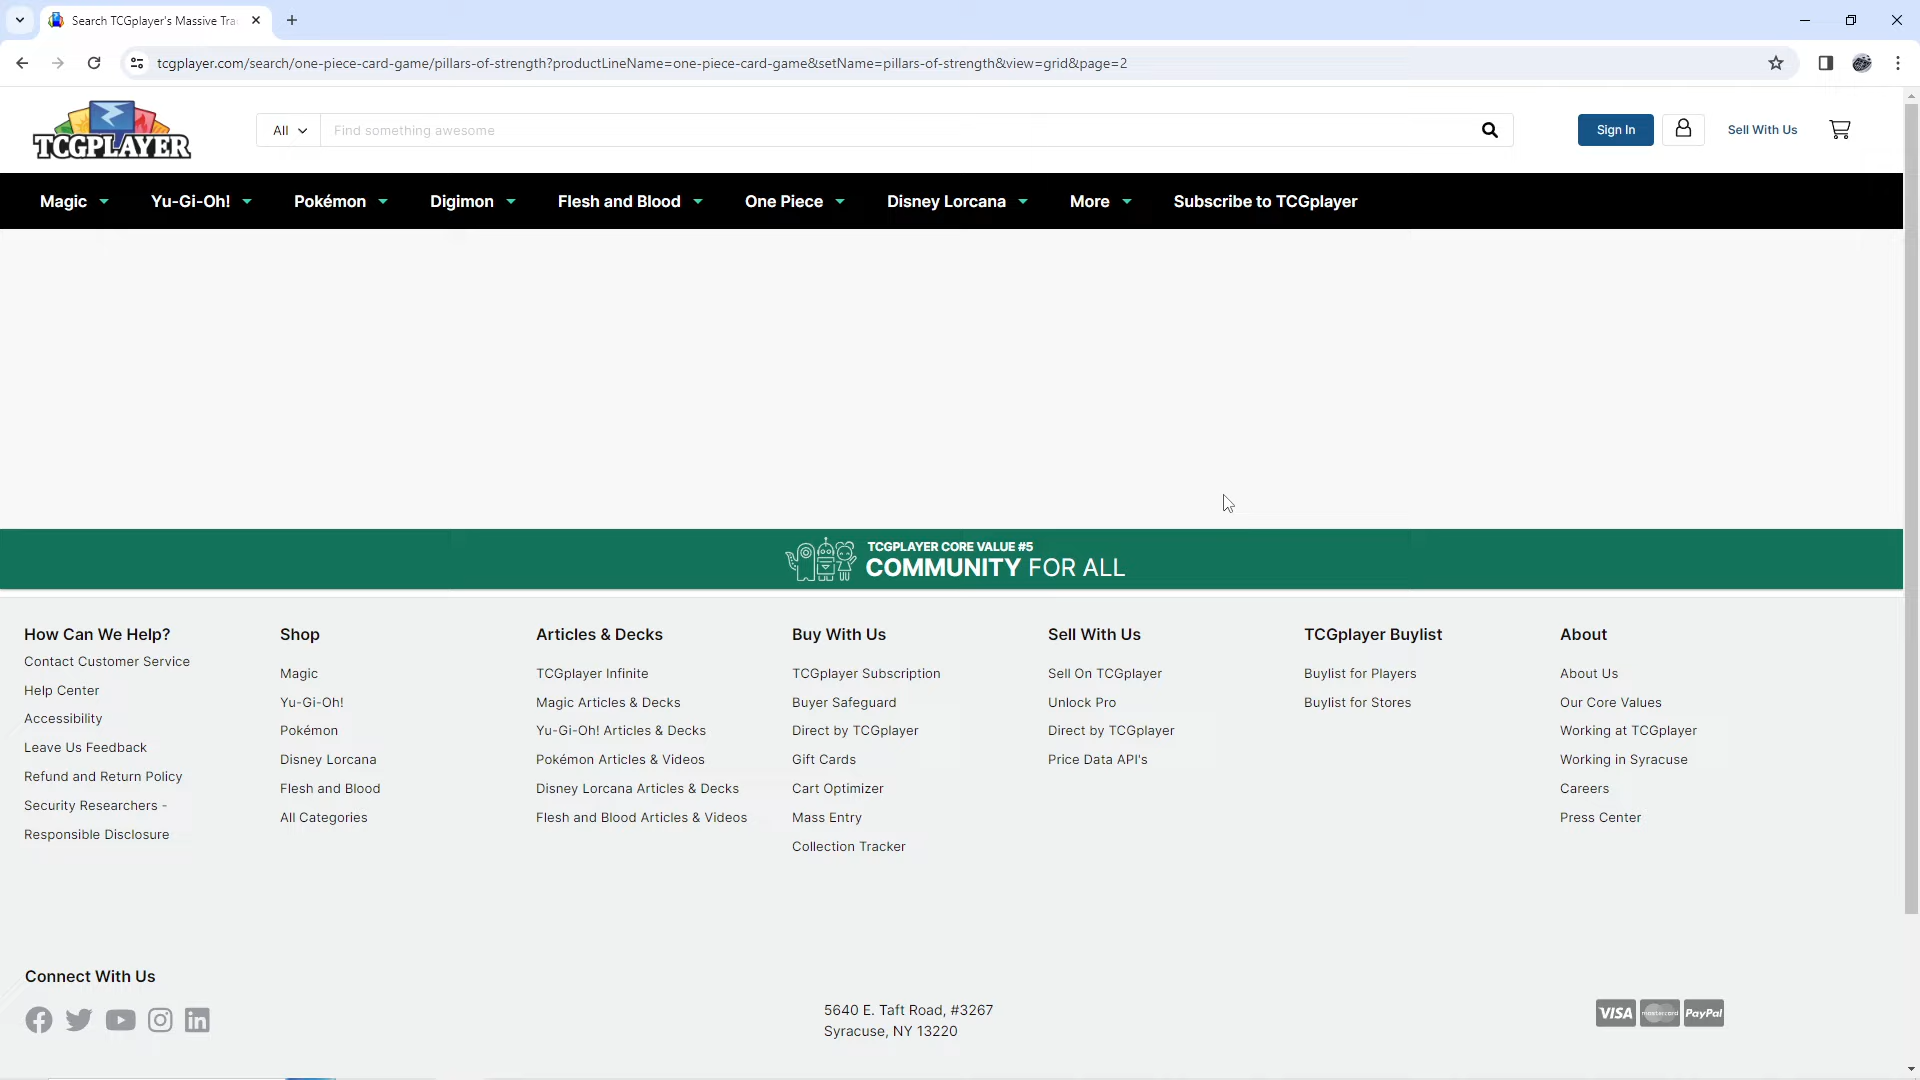 Search TCGplayer's Massive Tra
tcgplayer.com/search/one-piece-card-game/pillars-of-strength?productLineName=one-piece-card-game&setName=pillars-of-strength&view=grid&page=2
TCGPLAYER
All
Find something awesome
Sign In
Sell With Us
Magic
Yu-Gi-Oh!
Pokémon
Digimon
Flesh and Blood
One Piece
Disney Lorcana
More
Subscribe to TCGplayer
TCGPLAYER CORE VALUE #5
COMMUNITY FOR ALL
How Can We Help?
Contact Customer Service
Help Center
Accessibility
Leave Us Feedback
Refund and Return Policy
Security Researchers -
Responsible Disclosure
Shop
Magic
Yu-Gi-Oh!
Pokémon
Disney Lorcana
Flesh and Blood
All Categories
Articles & Decks
TCGplayer Infinite
Magic Articles & Decks
Yu-Gi-Oh! Articles & Decks
Pokémon Articles & Videos
Disney Lorcana Articles & Decks
Flesh and Blood Articles & Videos
Buy With Us
TCGplayer Subscription
Buyer Safeguard
Direct by TCGplayer
Gift Cards
Cart Optimizer
Mass Entry
Collection Tracker
Sell With Us
Sell On TCGplayer
Unlock Pro
Direct by TCGplayer
Price Data API's
TCGplayer Buylist
Buylist for Players
Buylist for Stores
About
About Us
Our Core Values
Working at TCGplayer
Working in Syracuse
Careers
Press Center
Connect With Us
5640 E. Taft Road, #3267
Syracuse, NY 13220
VISA
mastercard
PayPal